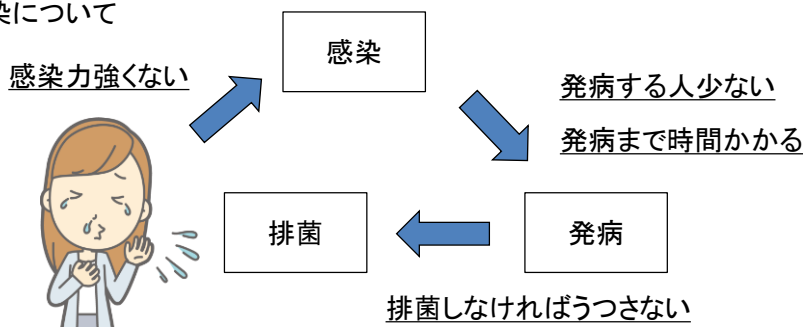 染について
感染力強くない
感染
発病する人少ない
発病まで時間かかる
排菌
発病
排菌しなければうつさない